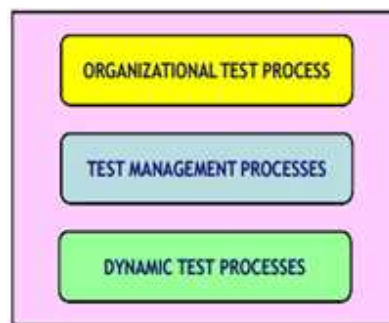 ORGANIZATIONAL TEST PROCESS
TEST MANAGEMENT PROCESSES
DYNAMIC TEST PROCESSES